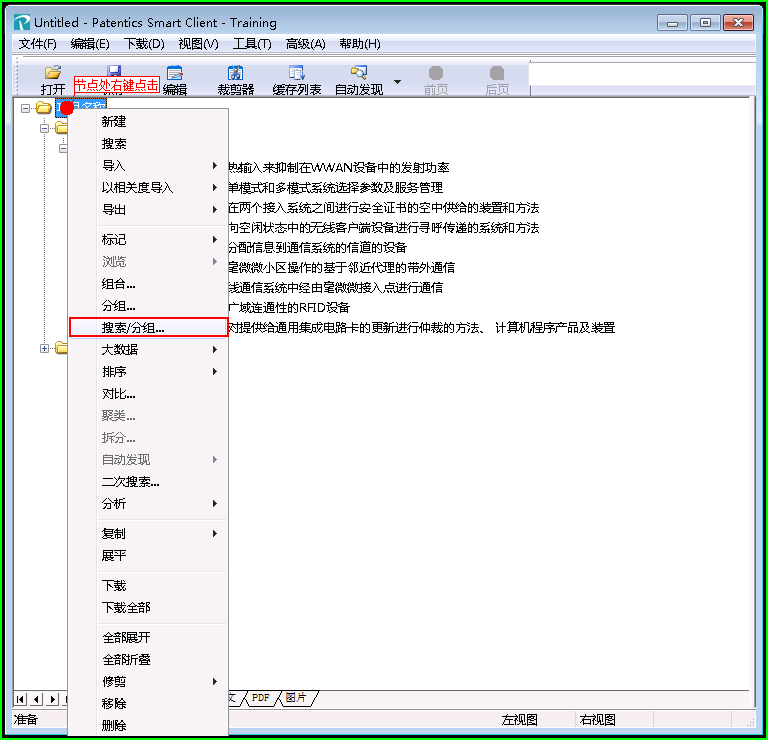 Untitled - Patentics Smart Client - Training
文件(F) 编辑(E) 下载(D) 视图(V) 工具(T) 高级(A) 帮助(H)
打开 节点处右键点击 编辑 裁剪器 缓存列表 自动发现 前页 后页
新建
搜索
导入
热输入来抑制在WWAN设备中的发射功率
以相关度导入
单模式和多模式系统选择参数及服务管理
导出
在两个接入系统之间进行安全证书的空中供给的装置和方法
向空闲状态中的无线客户端设备进行寻呼传递的系统和方法
标记
分配信息到通信系统的信道的设备
浏览
毫微微小区操作的基于邻近代理的带外通信
组合...
线通信系统中经由毫微微接入点进行通信
分组...
广域连通性的RFID设备
搜索/分组...
对提供给通用集成电路卡的更新进行仲裁的方法、 计算机程序产品及装置
大数据
排序
对比...
聚类...
拆分...
自动发现
二次搜索...
分析
复制
展平
下载
下载全部
全部展开
全部折叠
修剪
移除
删除
文 PDF 图片
准备 左视图 右视图